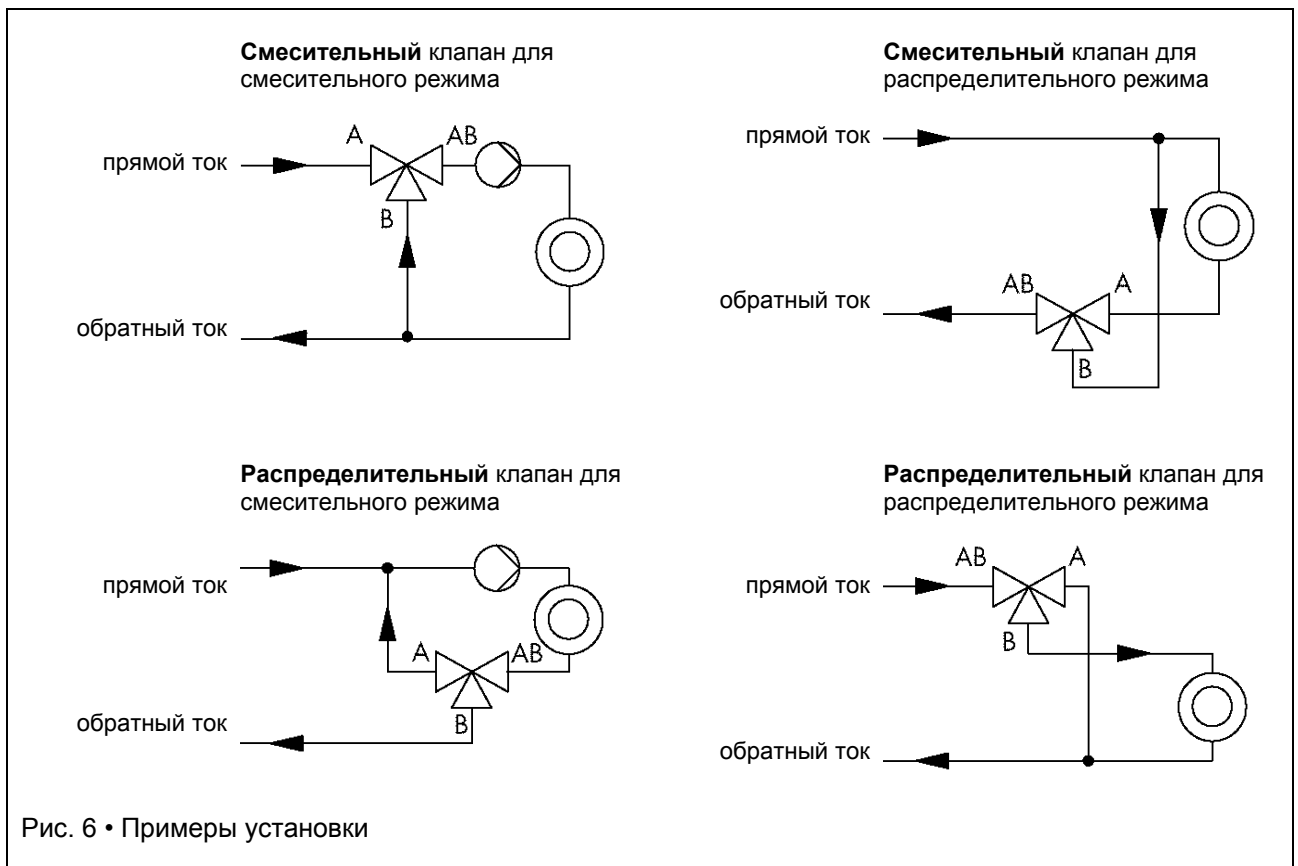 Смесительный клапан для
смесительного режима
A
AB
прямой ток
B
обратный ток
Смесительный клапан для
распределительного режима
прямой ток
AB
A
обратный ток
B
Распределительный клапан для
смесительного режима
прямой ток
A
AB
B
обратный ток
Распределительный клапан для
распределительного режима
AB
A
прямой ток
B
обратный ток
Рис. 6 • Примеры установки